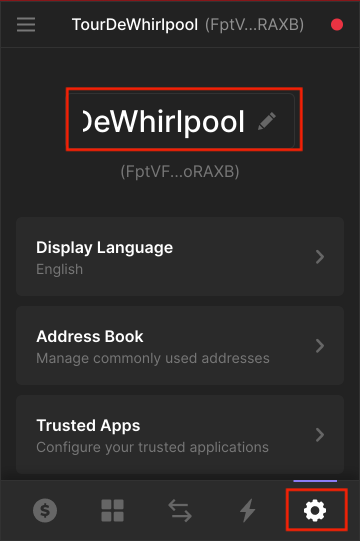 TourDeWhirlpool (FptV...RAXB)
DeWhirlpool
(FptVF...oRAXB)
Display Language
English
Address Book
Manage commonly used addresses
Trusted Apps
Configure your trusted applications